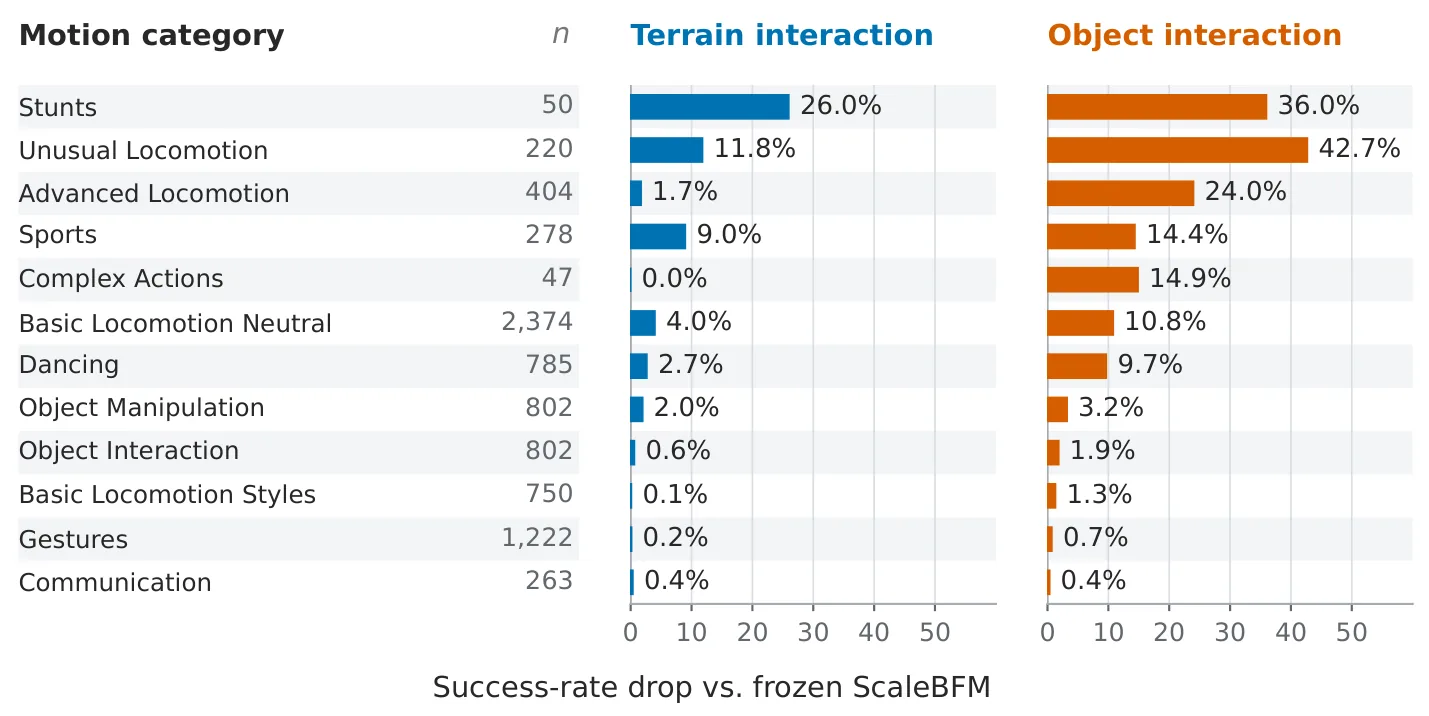 Motion category n Terrain interaction Object interaction
Stunts 50 26.0% 36.0%
Unusual Locomotion 220 11.8% 42.7%
Advanced Locomotion 404 1.7% 24.0%
Sports 278 9.0% 14.4%
Complex Actions 47 0.0% 14.9%
Basic Locomotion Neutral 2,374 4.0% 10.8%
Dancing 785 2.7% 9.7%
Object Manipulation 802 2.0% 3.2%
Object Interaction 802 0.6% 1.9%
Basic Locomotion Styles 750 0.1% 1.3%
Gestures 1,222 0.2% 0.7%
Communication 263 0.4% 0.4%
0 10 20 30 40 50 0 10 20 30 40 50
Success-rate drop vs. frozen ScaleBFM